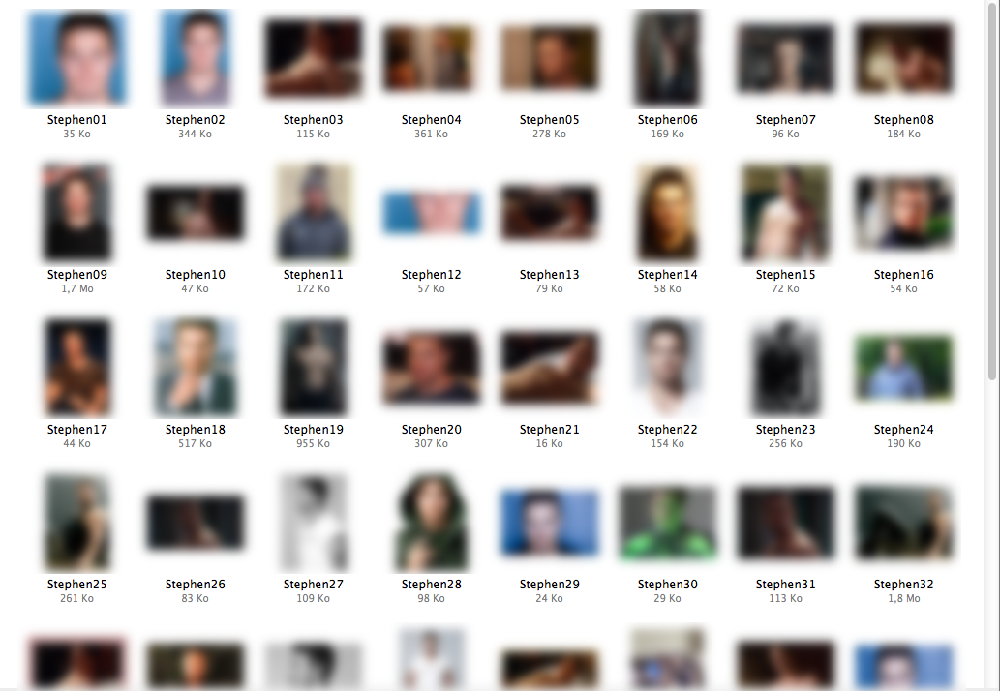 Stephen01 Stephen02 Stephen03 Stephen04 Stephen05 Stephen06 Stephen07 Stephen08
35 Ko 344 Ko 115 Ko 361 Ko 278 Ko 169 Ko 96 Ko 184 Ko
Stephen09 Stephen10 Stephen11 Stephen12 Stephen13 Stephen14 Stephen15 Stephen16
1,7 Mo 47 Ko 172 Ko 57 Ko 79 Ko 58 Ko 72 Ko 54 Ko
Stephen17 Stephen18 Stephen19 Stephen20 Stephen21 Stephen22 Stephen23 Stephen24
44 Ko 517 Ko 955 Ko 307 Ko 16 Ko 154 Ko 256 Ko 190 Ko
Stephen25 Stephen26 Stephen27 Stephen28 Stephen29 Stephen30 Stephen31 Stephen32
261 Ko 83 Ko 109 Ko 98 Ko 24 Ko 29 Ko 113 Ko 1,8 Mo